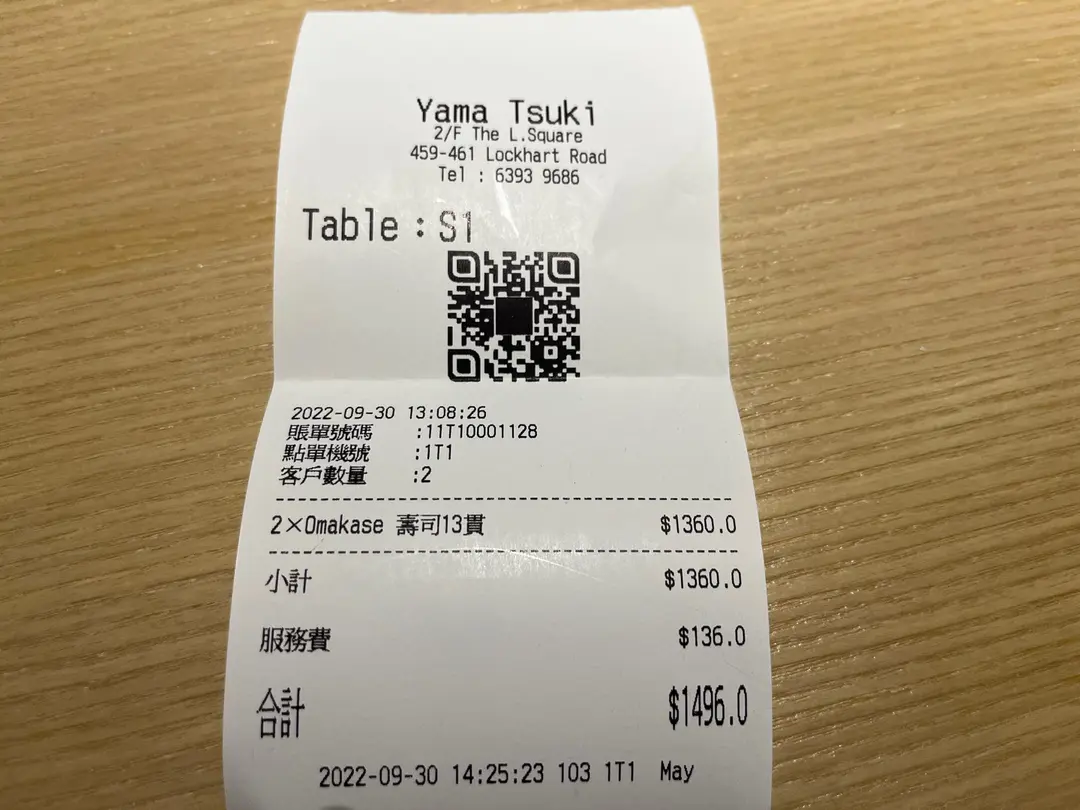 Yama Tsuki
2/F The L.Square
459-461 Lockhart Road
Tel : 6393 9686
Table : S1
2022-09-30 13:08:26
賬單號碼 :11T10001128
點單機號 :1T1
客戶數量 :2
2×Omakase 壽司13貫 $1360.0
小計 $1360.0
服務費 $136.0
合計 $1496.0
2022-09-30 14:25:23 103 1T1 May